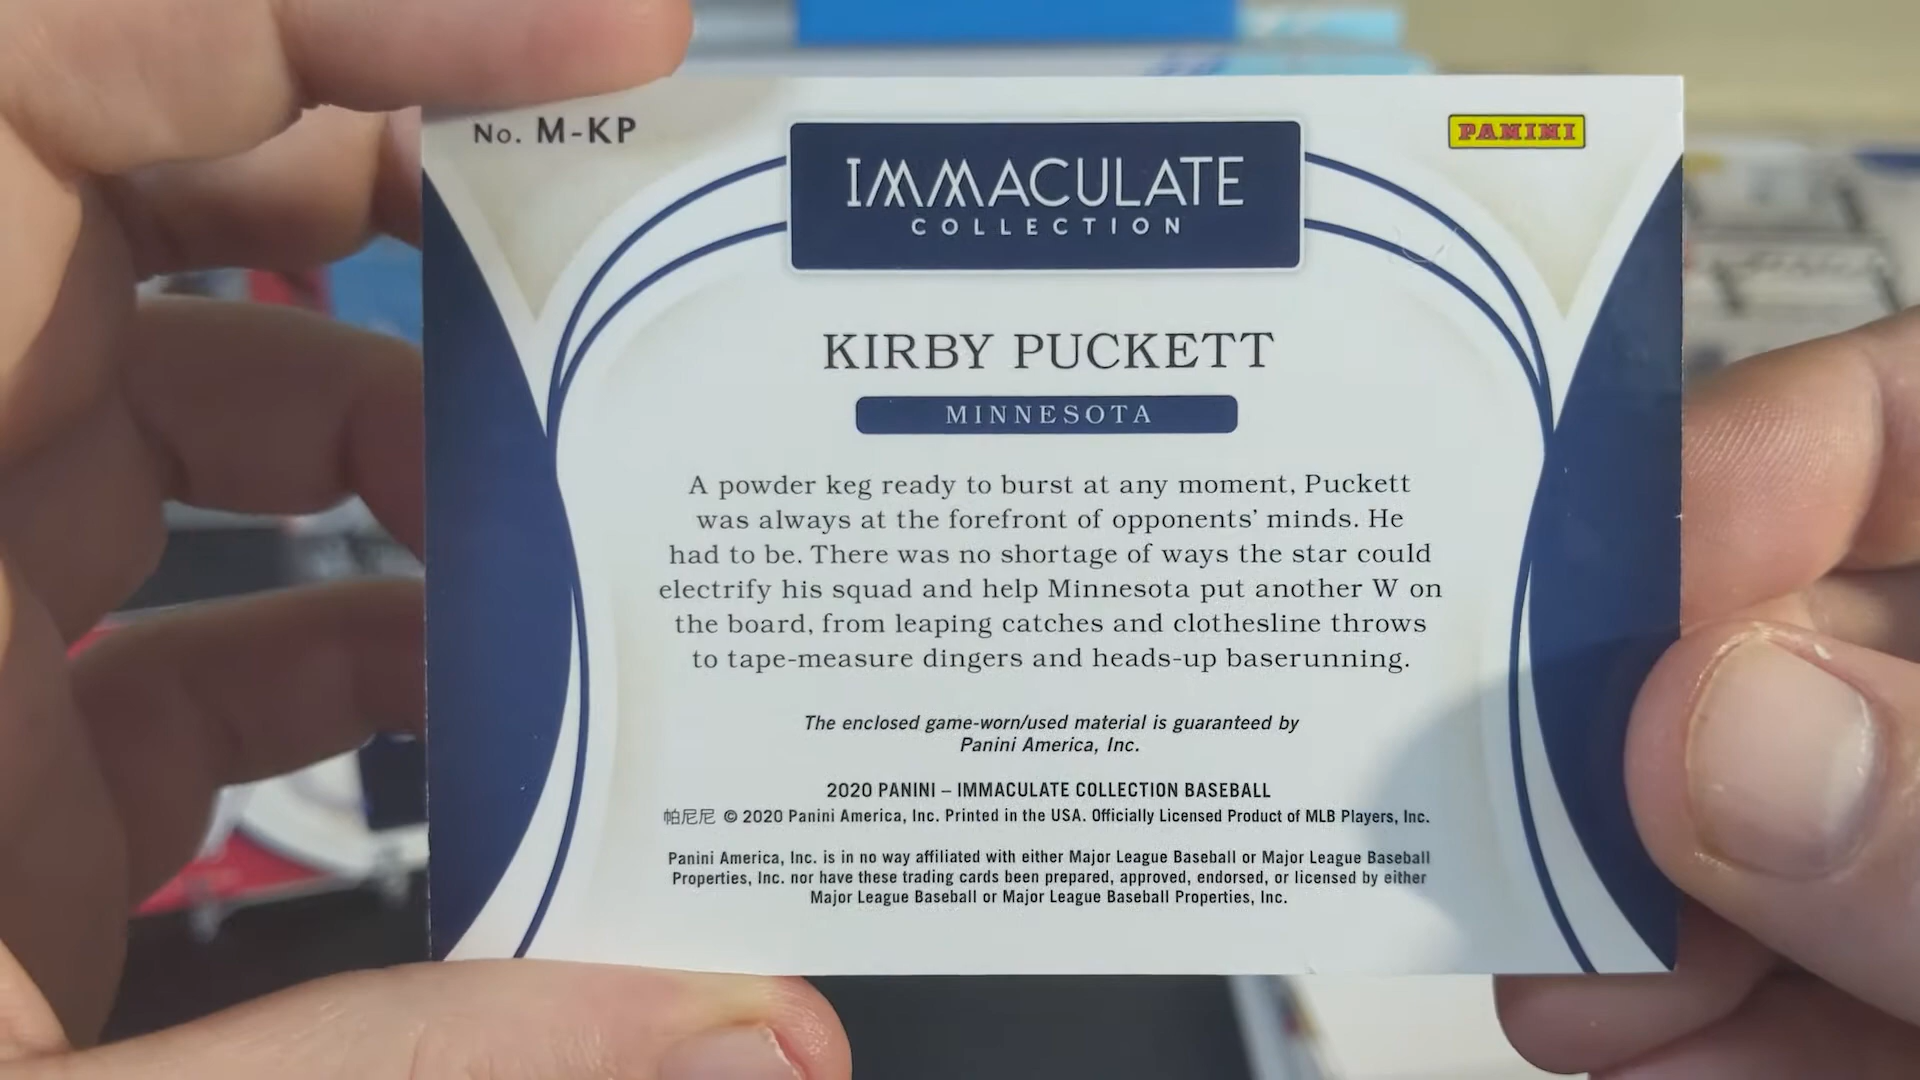 No. M-KP
PANINI
IMMACULATE
COLLECTION
KIRBY PUCKETT
MINNESOTA
A powder keg ready to burst at any moment, Puckett
was always at the forefront of opponents' minds. He
had to be. There was no shortage of ways the star could
electrify his squad and help Minnesota put another W on
the board, from leaping catches and clothesline throws
to tape-measure dingers and heads-up baserunning.
The enclosed game-worn/used material is guaranteed by
Panini America, Inc.
2020 PANINI – IMMACULATE COLLECTION BASEBALL
帕尼尼 © 2020 Panini America, Inc. Printed in the USA. Officially Licensed Product of MLB Players, Inc.
Panini America, Inc. is in no way affiliated with either Major League Baseball or Major League Baseball
Properties, Inc. nor have these trading cards been prepared, approved, endorsed, or licensed by either
Major League Baseball or Major League Baseball Properties, Inc.